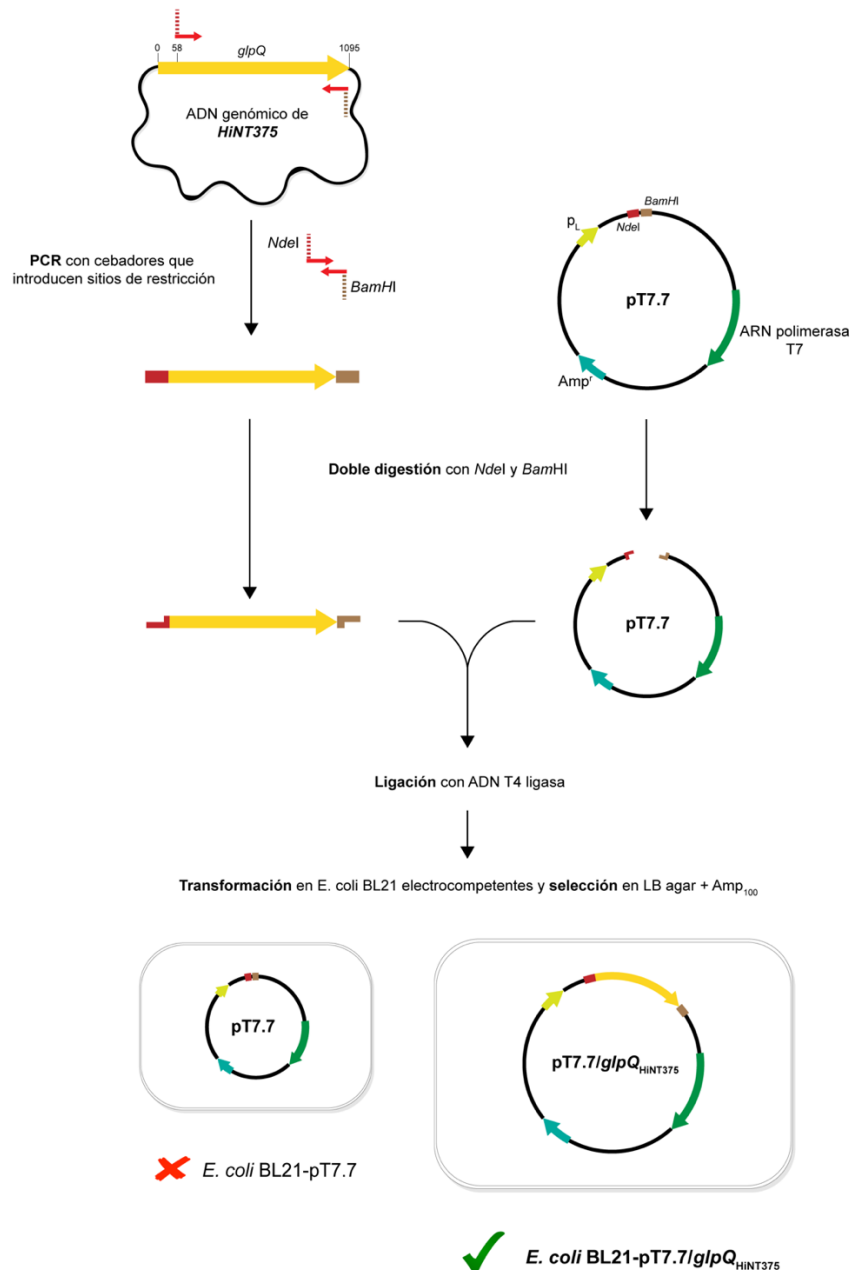 0 58 glpQ 1095
ADN genómico de
HiNT375
PCR con cebadores que
introducen sitios de restricción
NdeI
BamHI
pL
NdeI
BamHI
pT7.7
ARN polimerasa
T7
Ampr
Doble digestión con NdeI y BamHI
pT7.7
Ligación con ADN T4 ligasa
Transformación en E. coli BL21 electrocompetentes y selección en LB agar + Amp100
pT7.7
pT7.7/glpQHiNT375
E. coli BL21-pT7.7
E. coli BL21-pT7.7/glpQHiNT375